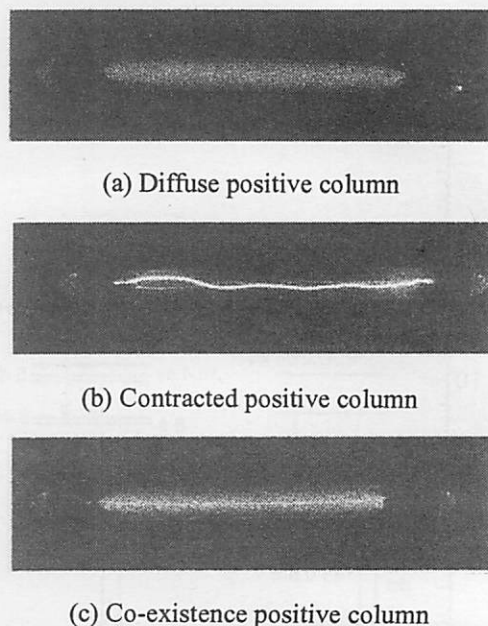 (a) Diffuse positive column
(b) Contracted positive column
(c) Co-existence positive column